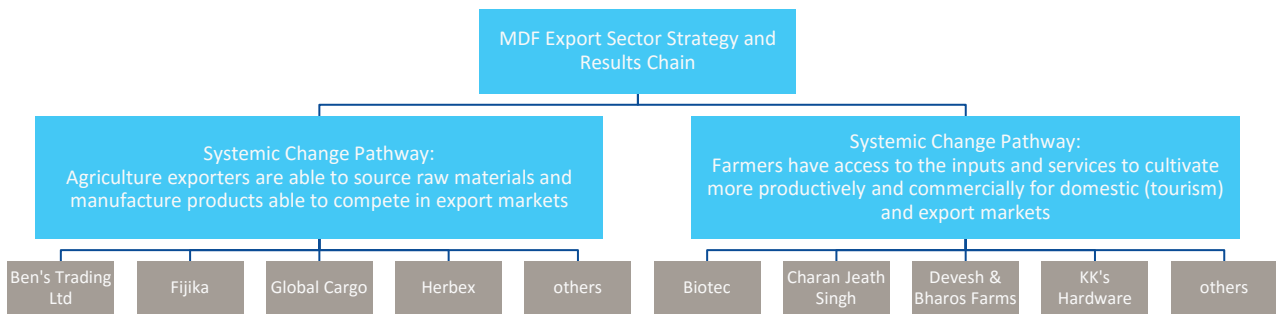 MDF Export Sector Strategy and
Results Chain
Systemic Change Pathway:
Agriculture exporters are able to source raw materials and
manufacture products able to compete in export markets
Systemic Change Pathway:
Farmers have access to the inputs and services to cultivate
more productively and commercially for domestic (tourism)
and export markets
Ben's Trading
Ltd
Fijika
Global Cargo
Herbex
others
Biotec
Charan Jeath
Singh
Devesh &
Bharos Farms
KK's
Hardware
others